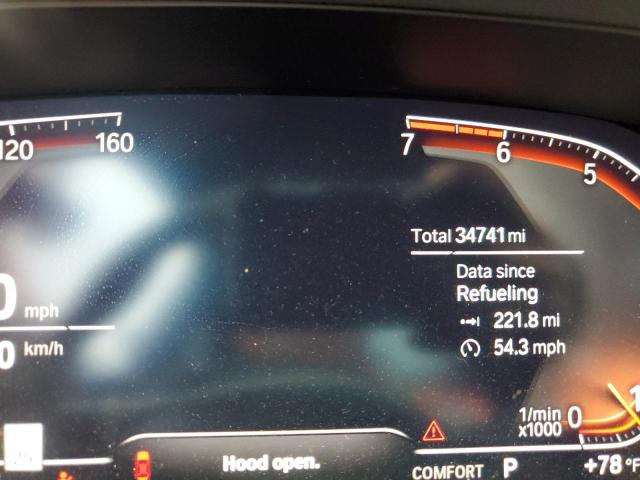 120 160
7 6 5
Total 34741 mi
Data since
Refueling
221.8 mi
54.3 mph
0 mph
0 km/h
1/min 0 1
x1000
Hood open.
COMFORT P +78 °F